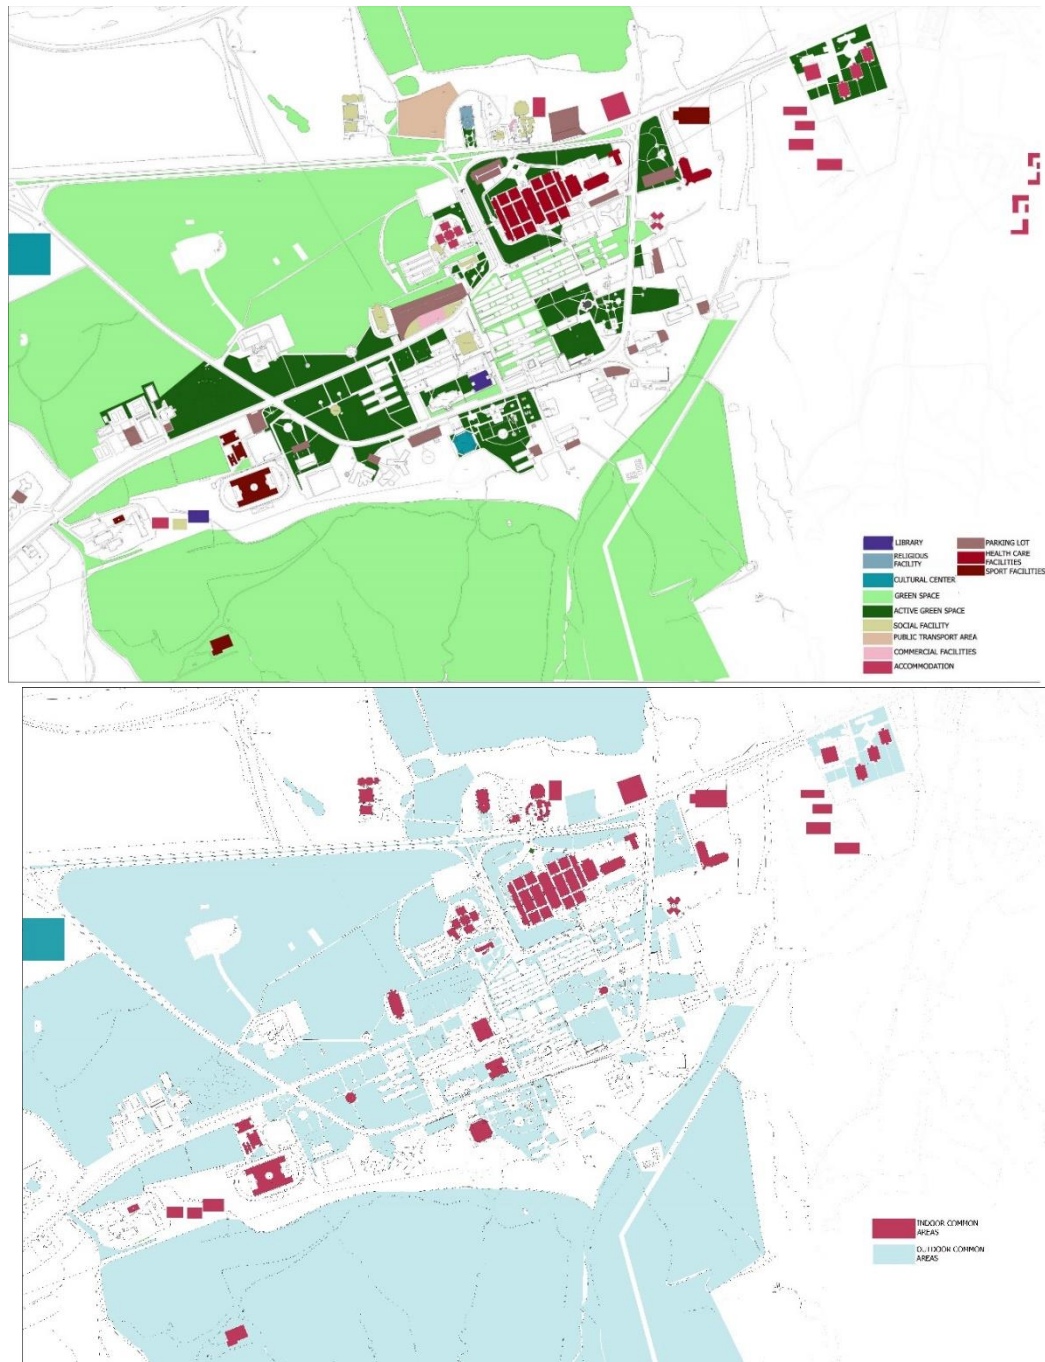 LIBRARY
RELIGIOUS
FACILITY
CULTURAL CENTER
GREEN SPACE
ACTIVE GREEN SPACE
SOCIAL FACILITY
PUBLIC TRANSPORT AREA
COMMERCIAL FACILITIES
ACCOMMODATION
PARKING LOT
HEALTH CARE
FACILITIES
SPORT FACILITIES
INDOOR COMMON
AREAS
OUTDOOR COMMON
AREAS